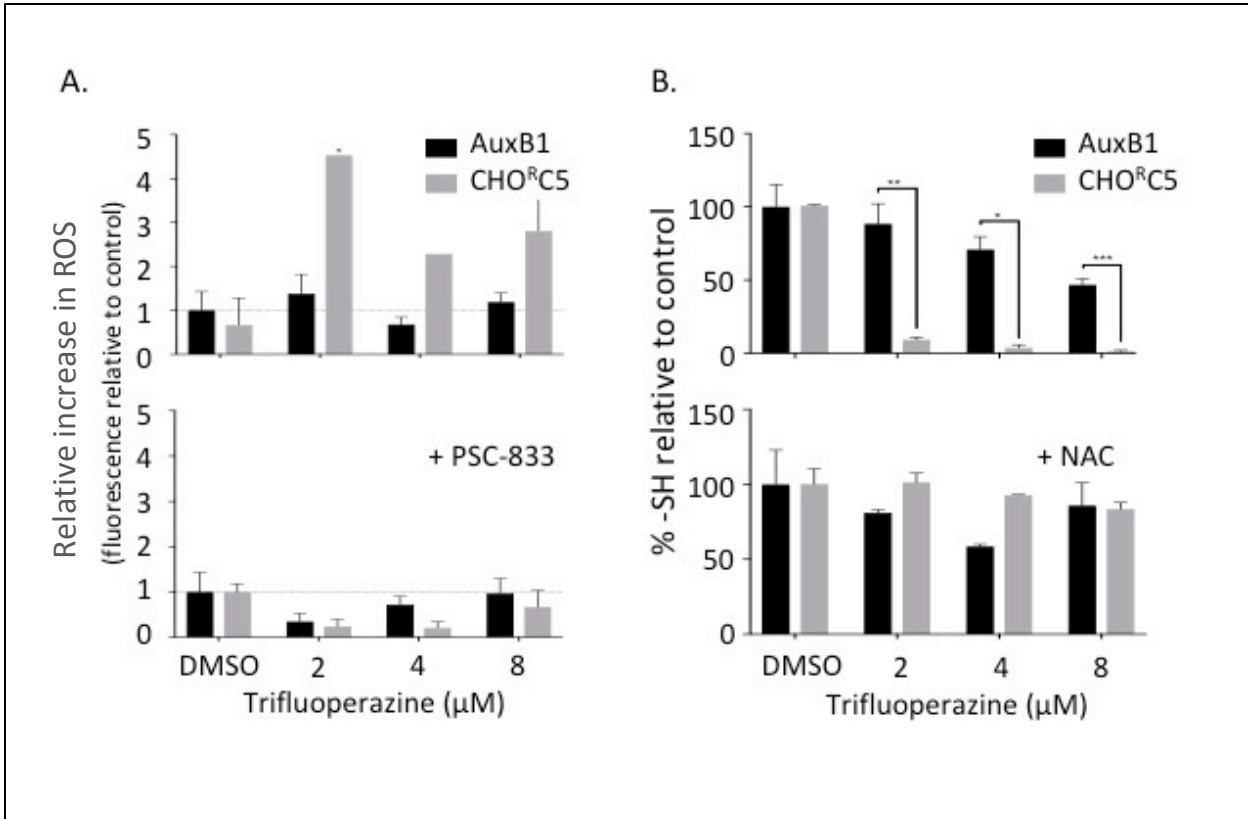 A.
Relative increase in ROS
(fluorescence relative to control)
5
4
3
2
1
0
AuxB1
CHOᴿC5
*
5
4
3
2
1
0
+ PSC-833
DMSO 2 4 8
Trifluoperazine (µM)
B.
% -SH relative to control
150
100
50
0
AuxB1
CHOᴿC5
**
*
***
150
100
50
0
+ NAC
DMSO 2 4 8
Trifluoperazine (µM)